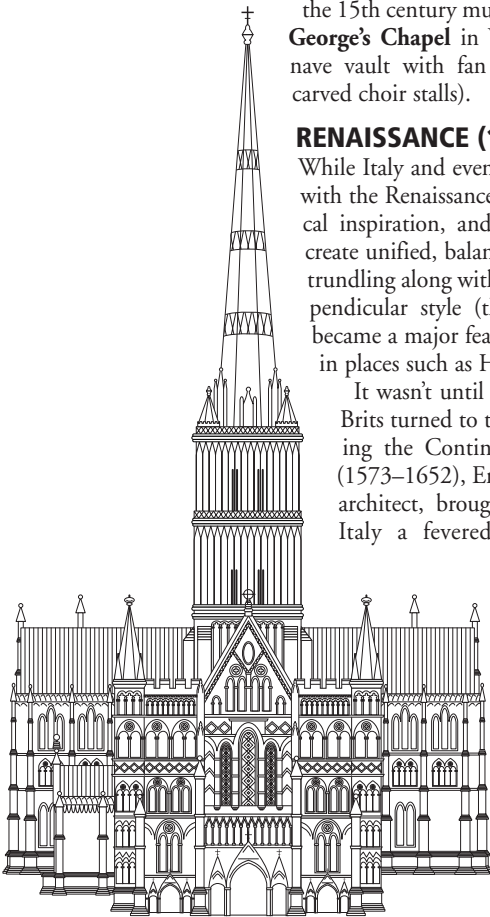 the 15th century mu
George's Chapel in
nave vault with fan
carved choir stalls).
RENAISSANCE (
While Italy and even
with the Renaissance
cal inspiration, and
create unified, balan
trundling along with
pendicular style (t
became a major fea
in places such as H
It wasn't until
Brits turned to t
ing the Contin
(1573–1652), En
architect, broug
Italy a fevered